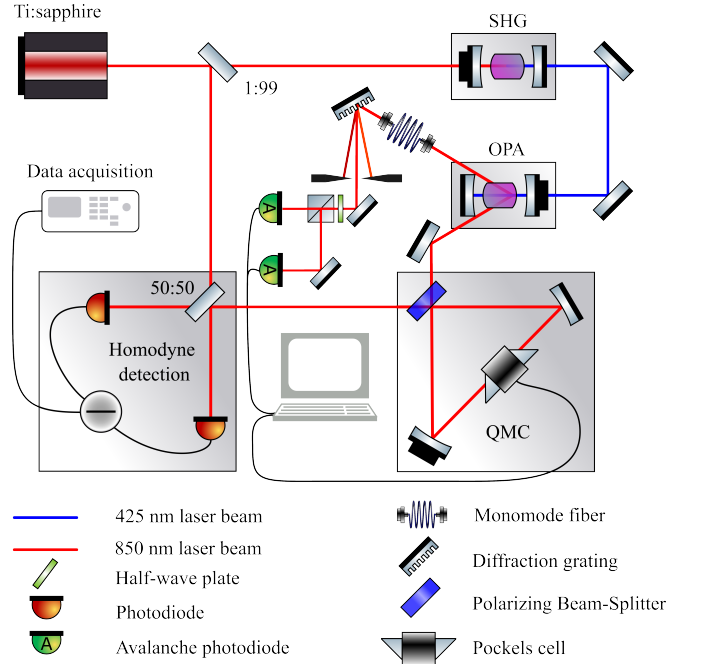 Ti:sapphire
SHG
1:99
OPA
Data acquisition
A
A
50:50
Homodyne
detection
QMC
425 nm laser beam
850 nm laser beam
Half-wave plate
Photodiode
A
Avalanche photodiode
Monomode fiber
Diffraction grating
Polarizing Beam-Splitter
Pockels cell